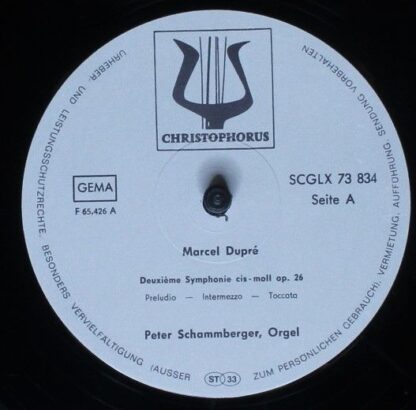 CHRISTOPHORUS
GEMA
F 65.426 A
SCGLX 73 834
Seite A
Marcel Dupré
Deuxième Symphonie cis-moll op. 26
Preludio — Intermezzo — Toccata
Peter Schammberger, Orgel
URHEBER- UND LEISTUNGSSCHUTZRECHTE. BESONDERS VERVIELFÄLTIGUNG (AUSSER ZUM PERSÖNLICHEN GEBRAUCH), VERMIETUNG, AUFFÜHRUNG, SENDUNG VORBEHALTEN
ST 33